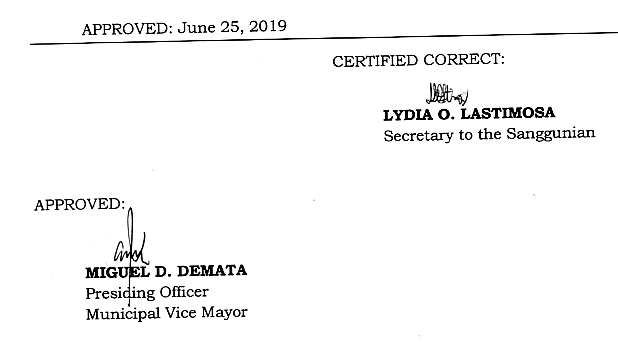 APPROVED: June 25, 2019
CERTIFIED CORRECT:
LYDIA O. LASTIMOSA
Secretary to the Sanggunian
APPROVED:
MIGUEL D. DEMATA
Presiding Officer
Municipal Vice Mayor